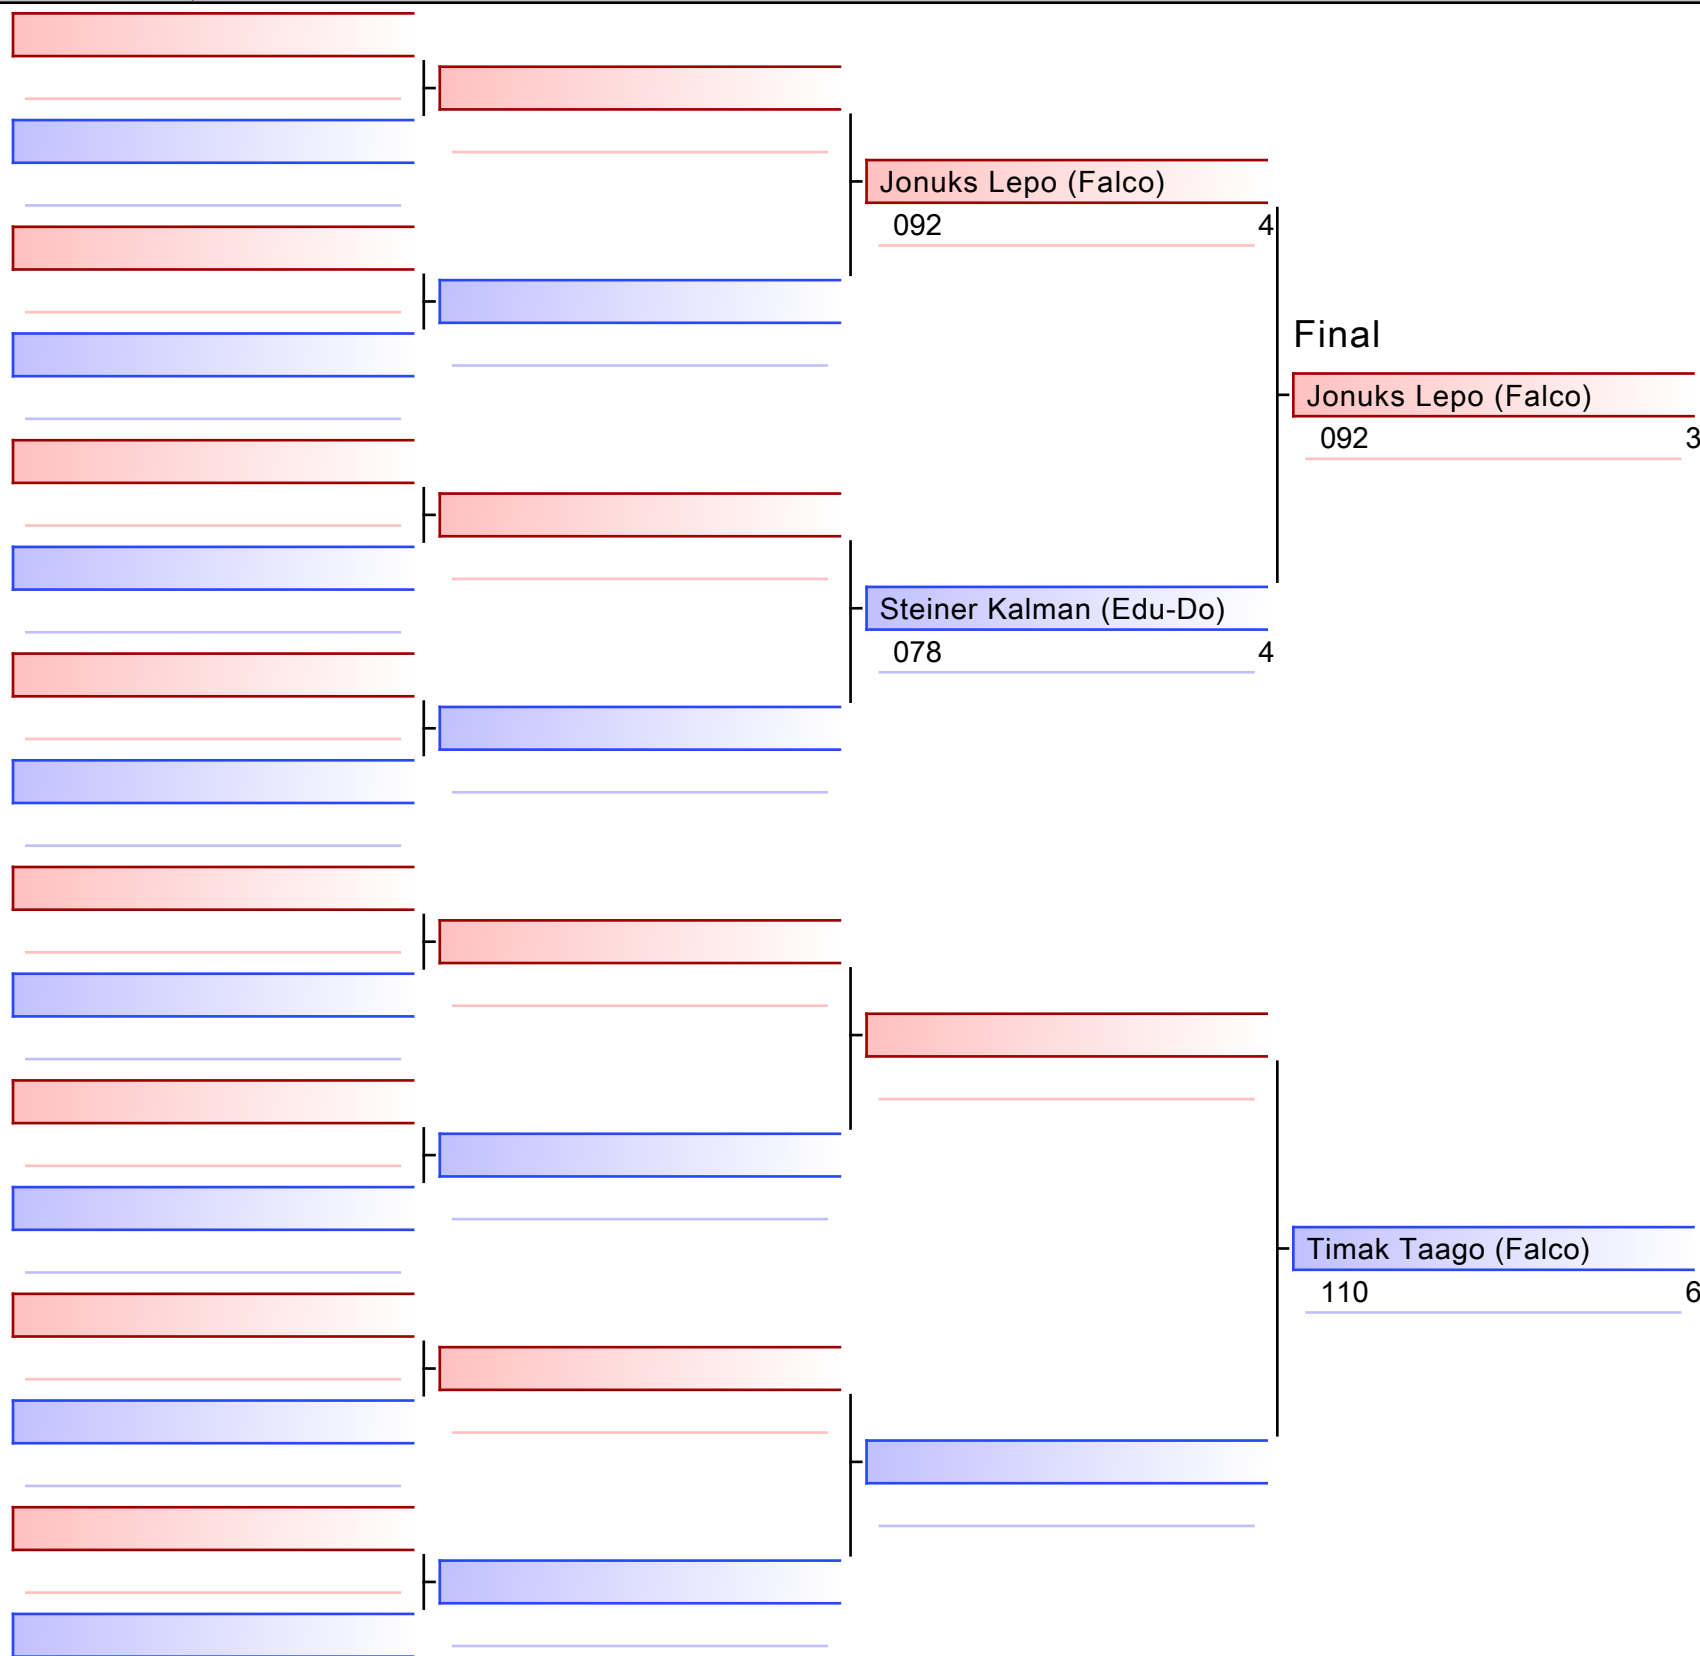 Jonuks Lepo (Falco)
092 4
Final
Jonuks Lepo (Falco)
092 3
Steiner Kalman (Edu-Do)
078 4
Timak Taago (Falco)
110 6